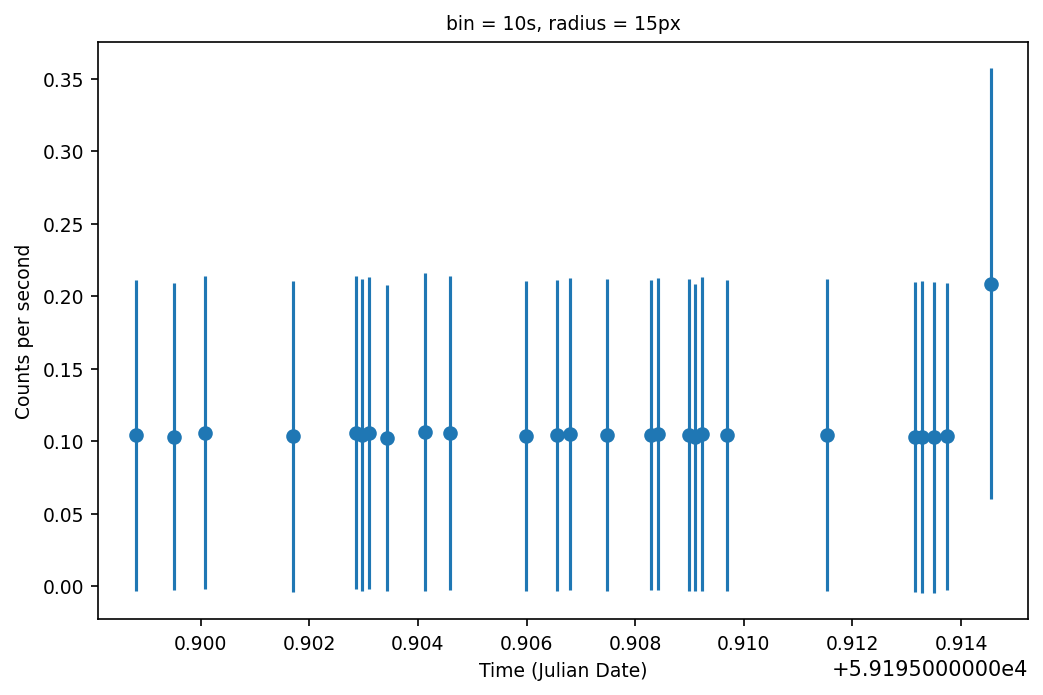 bin = 10s, radius = 15px
Counts per second
0.35
0.30
0.25
0.20
0.15
0.10
0.05
0.00
0.900 0.902 0.904 0.906 0.908 0.910 0.912 0.914
Time (Julian Date)
+5.9195000000e4